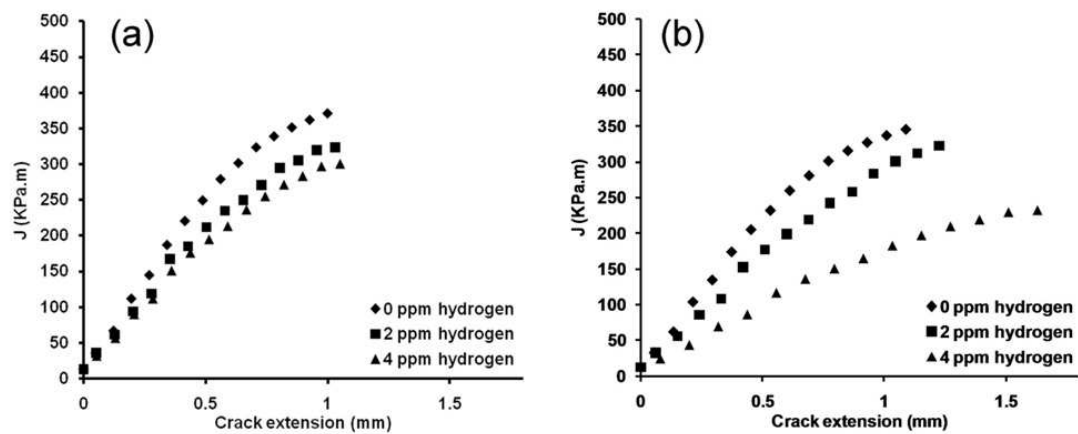 (a)
500
450
400
350
300
250
200
150
100
50
0
J (KPa.m)
0 ppm hydrogen
2 ppm hydrogen
4 ppm hydrogen
0 0.5 1 1.5
Crack extension (mm)
(b)
500
450
400
350
300
250
200
150
100
50
0
J (KPa.m)
0 ppm hydrogen
2 ppm hydrogen
4 ppm hydrogen
0 0.5 1 1.5
Crack extension (mm)